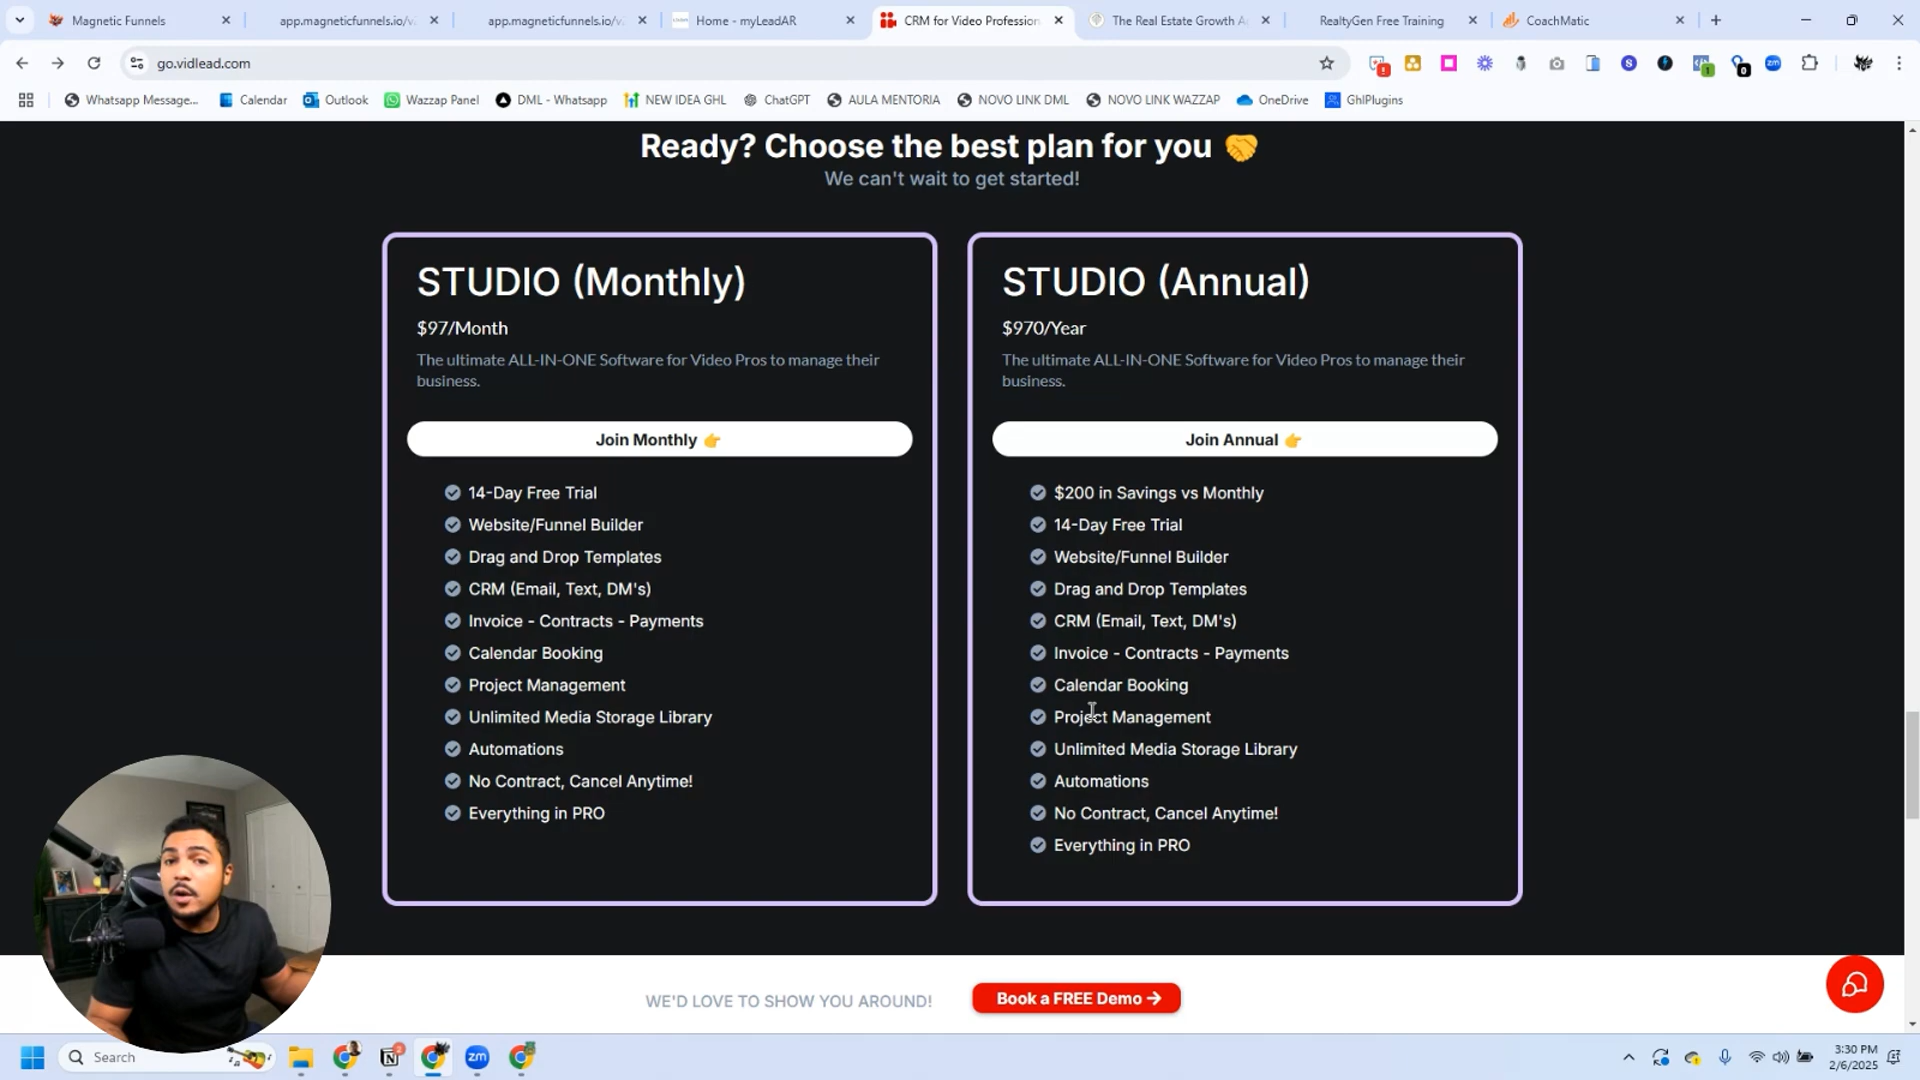 Magnetic Funnels
app.magneticfunnels.io/v
app.magneticfunnels.io/v
Home - myLeadAR
CRM for Video Profession
The Real Estate Growth A
RealtyGen Free Training
CoachMatic
go.vidlead.com
Whatsapp Message...
Calendar
Outlook
Wazzap Panel
DML - Whatsapp
NEW IDEA GHL
ChatGPT
AULA MENTORIA
NOVO LINK DML
NOVO LINK WAZZAP
OneDrive
GhlPlugins
Ready? Choose the best plan for you 🤝
We can't wait to get started!
STUDIO (Monthly)
$97/Month
The ultimate ALL-IN-ONE Software for Video Pros to manage their
business.
Join Monthly 👉
14-Day Free Trial
Website/Funnel Builder
Drag and Drop Templates
CRM (Email, Text, DM's)
Invoice - Contracts - Payments
Calendar Booking
Project Management
Unlimited Media Storage Library
Automations
No Contract, Cancel Anytime!
Everything in PRO
STUDIO (Annual)
$970/Year
The ultimate ALL-IN-ONE Software for Video Pros to manage their
business.
Join Annual 👉
$200 in Savings vs Monthly
14-Day Free Trial
Website/Funnel Builder
Drag and Drop Templates
CRM (Email, Text, DM's)
Invoice - Contracts - Payments
Calendar Booking
Project Management
Unlimited Media Storage Library
Automations
No Contract, Cancel Anytime!
Everything in PRO
WE'D LOVE TO SHOW YOU AROUND!
Book a FREE Demo →
Search
zm
3:30 PM
2/6/2025